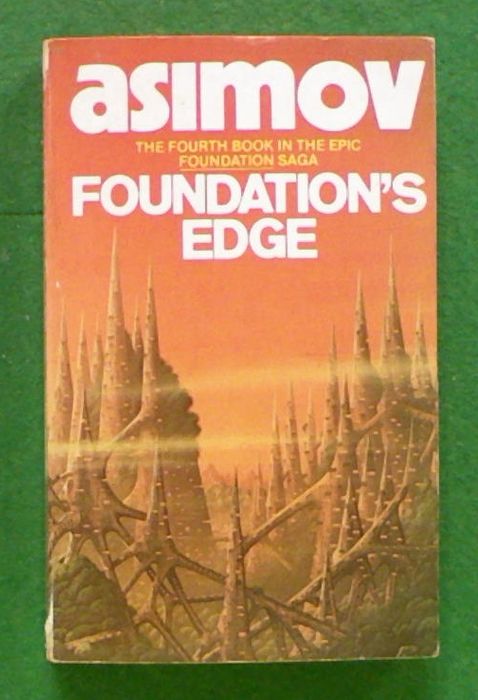 asimov
THE FOURTH BOOK IN THE EPIC
FOUNDATION SAGA
FOUNDATION'S
EDGE